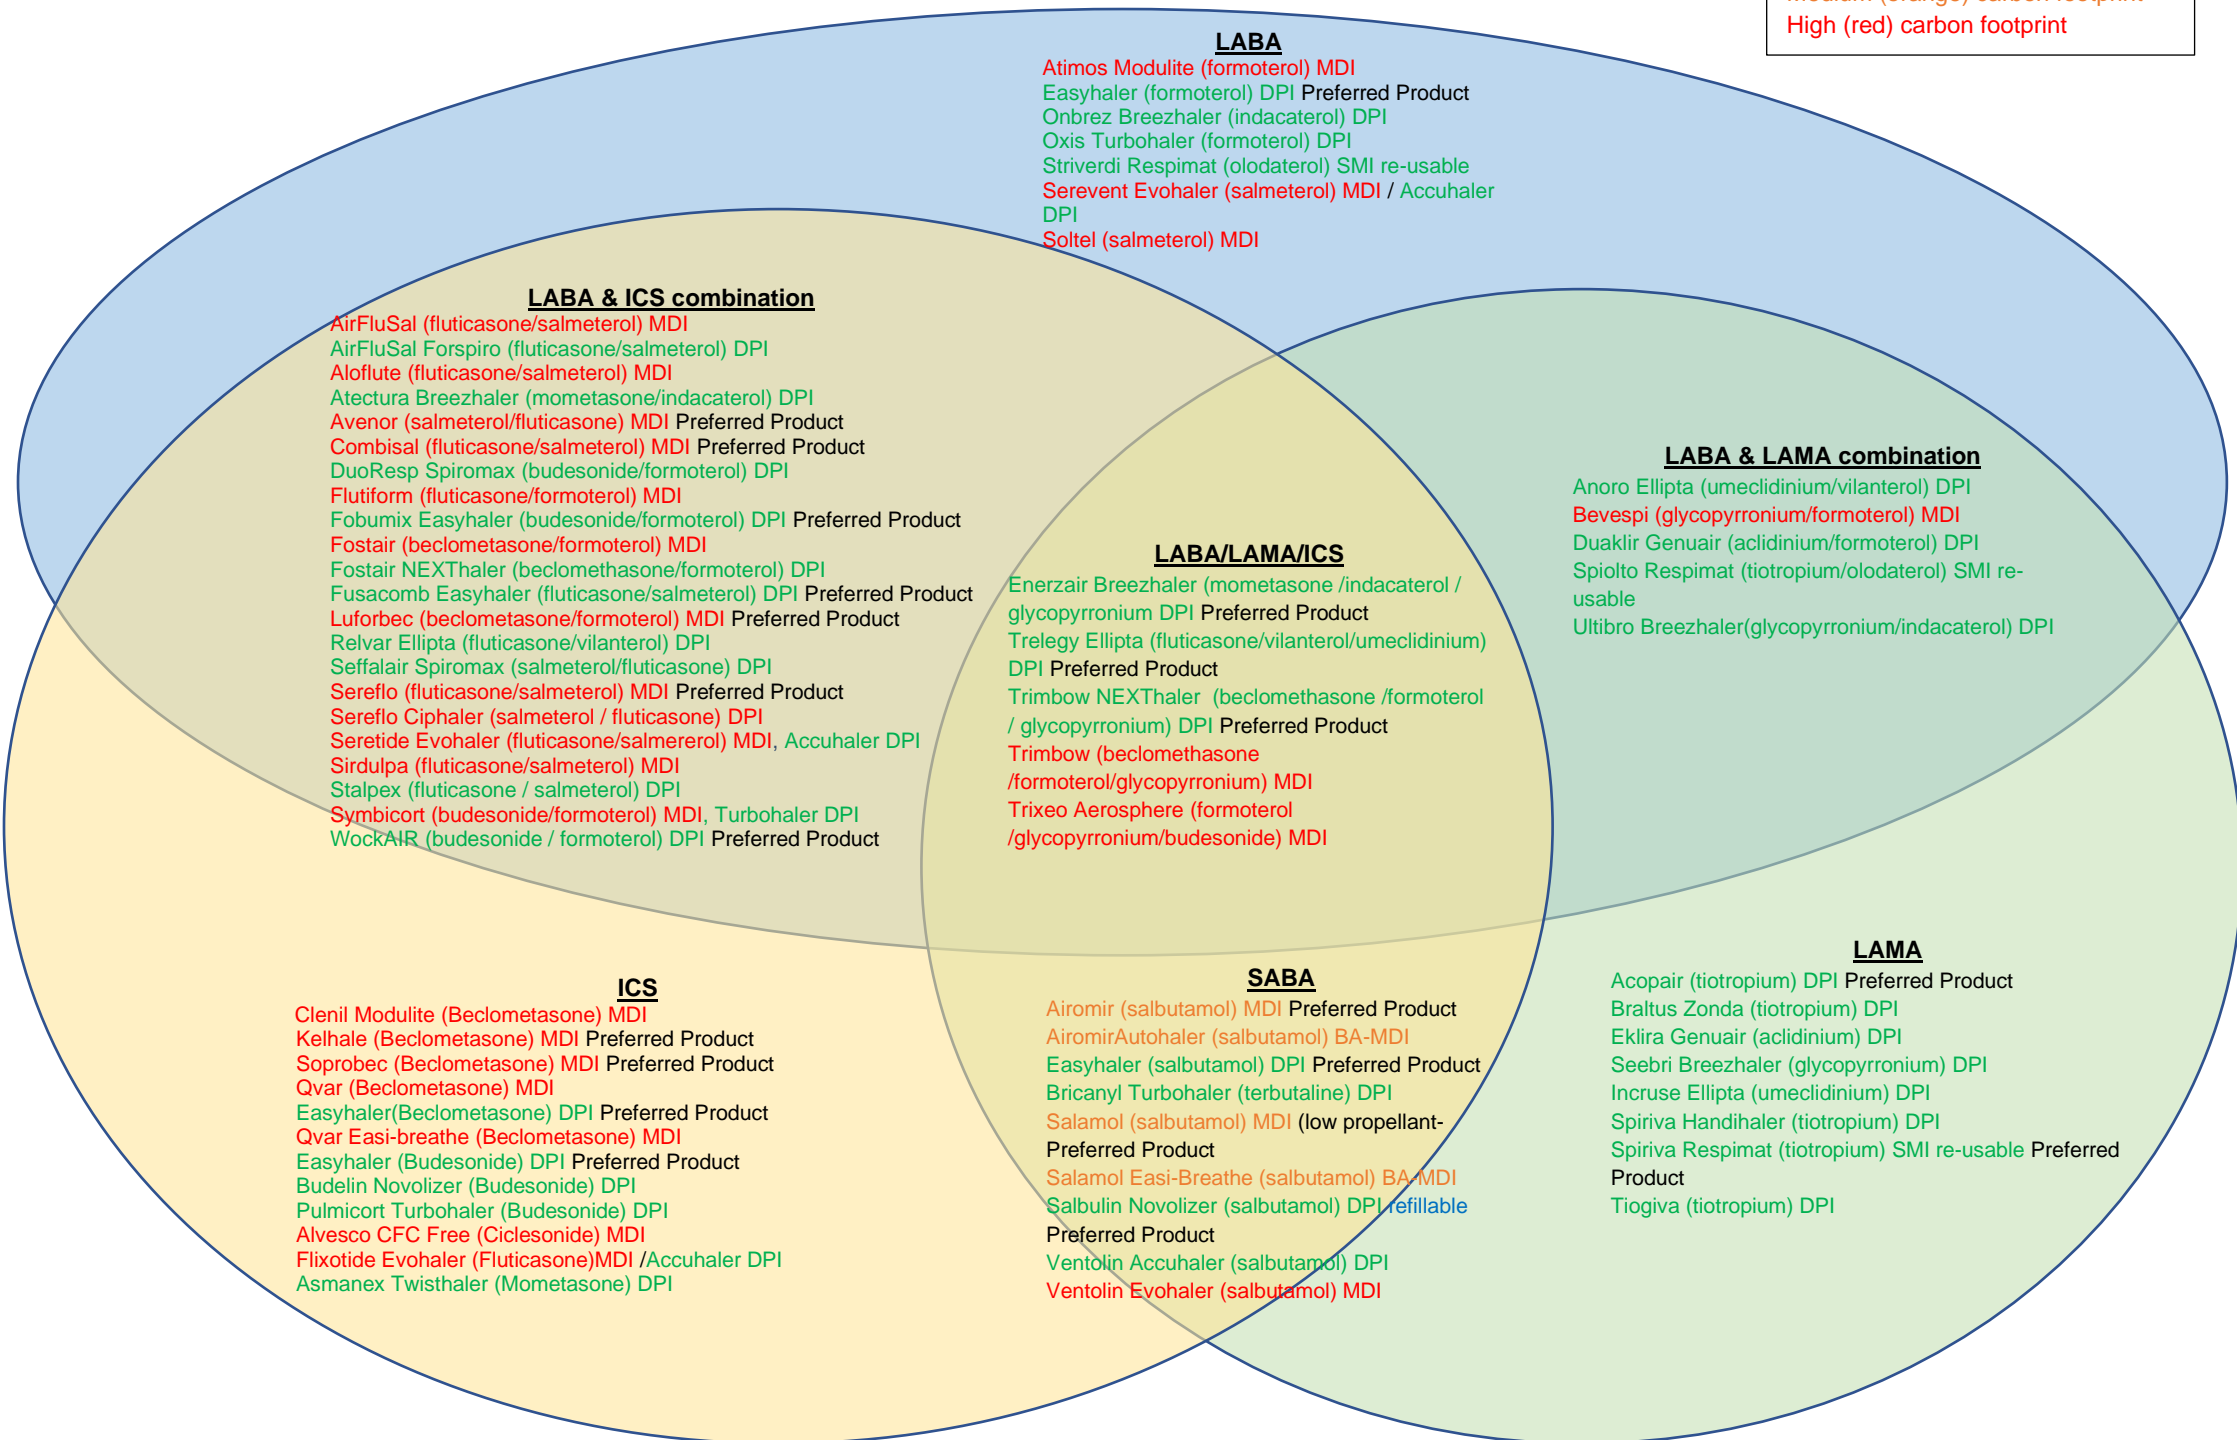 Medium (orange) carbon footprint
High (red) carbon footprint
LABA
Atimos Modulite (formoterol) MDI
Easyhaler (formoterol) DPI Preferred Product
Onbrez Breezhaler (indacaterol) DPI
Oxis Turbohaler (formoterol) DPI
Striverdi Respimat (olodaterol) SMI re-usable
Serevent Evohaler (salmeterol) MDI / Accuhaler
DPI
Soltel (salmeterol) MDI
LABA & ICS combination
AirFluSal (fluticasone/salmeterol) MDI
AirFluSal Forspiro (fluticasone/salmeterol) DPI
Aloflute (fluticasone/salmeterol) MDI
Atectura Breezhaler (mometasone/indacaterol) DPI
Avenor (salmeterol/fluticasone) MDI Preferred Product
Combisal (fluticasone/salmeterol) MDI Preferred Product
DuoResp Spiromax (budesonide/formoterol) DPI
Flutiform (fluticasone/formoterol) MDI
Fobumix Easyhaler (budesonide/formoterol) DPI Preferred Product
Fostair (beclometasone/formoterol) MDI
Fostair NEXThaler (beclomethasone/formoterol) DPI
Fusacomb Easyhaler (fluticasone/salmeterol) DPI Preferred Product
Luforbec (beclometasone/formoterol) MDI Preferred Product
Relvar Ellipta (fluticasone/vilanterol) DPI
Seffalair Spiromax (salmeterol/fluticasone) DPI
Sereflo (fluticasone/salmeterol) MDI Preferred Product
Sereflo Ciphaler (salmeterol / fluticasone) DPI
Seretide Evohaler (fluticasone/salmererol) MDI, Accuhaler DPI
Sirdulpa (fluticasone/salmeterol) MDI
Stalpex (fluticasone / salmeterol) DPI
Symbicort (budesonide/formoterol) MDI, Turbohaler DPI
WockAIR (budesonide / formoterol) DPI Preferred Product
LABA/LAMA/ICS
Enerzair Breezhaler (mometasone /indacaterol /
glycopyrronium DPI Preferred Product
Trelegy Ellipta (fluticasone/vilanterol/umeclidinium)
DPI Preferred Product
Trimbow NEXThaler (beclomethasone /formoterol
/ glycopyrronium) DPI Preferred Product
Trimbow (beclomethasone
/formoterol/glycopyrronium) MDI
Trixeo Aerosphere (formoterol
/glycopyrronium/budesonide) MDI
LABA & LAMA combination
Anoro Ellipta (umeclidinium/vilanterol) DPI
Bevespi (glycopyrronium/formoterol) MDI
Duaklir Genuair (aclidinium/formoterol) DPI
Spiolto Respimat (tiotropium/olodaterol) SMI re-
usable
Ultibro Breezhaler(glycopyrronium/indacaterol) DPI
ICS
Clenil Modulite (Beclometasone) MDI
Kelhale (Beclometasone) MDI Preferred Product
Soprobec (Beclometasone) MDI Preferred Product
Qvar (Beclometasone) MDI
Easyhaler(Beclometasone) DPI Preferred Product
Qvar Easi-breathe (Beclometasone) MDI
Easyhaler (Budesonide) DPI Preferred Product
Budelin Novolizer (Budesonide) DPI
Pulmicort Turbohaler (Budesonide) DPI
Alvesco CFC Free (Ciclesonide) MDI
Flixotide Evohaler (Fluticasone)MDI /Accuhaler DPI
Asmanex Twisthaler (Mometasone) DPI
SABA
Airomir (salbutamol) MDI Preferred Product
AiromirAutohaler (salbutamol) BA-MDI
Easyhaler (salbutamol) DPI Preferred Product
Bricanyl Turbohaler (terbutaline) DPI
Salamol (salbutamol) MDI (low propellant-
Preferred Product
Salamol Easi-Breathe (salbutamol) BA-MDI
Salbulin Novolizer (salbutamol) DPI refillable
Preferred Product
Ventolin Accuhaler (salbutamol) DPI
Ventolin Evohaler (salbutamol) MDI
LAMA
Acopair (tiotropium) DPI Preferred Product
Braltus Zonda (tiotropium) DPI
Eklira Genuair (aclidinium) DPI
Seebri Breezhaler (glycopyrronium) DPI
Incruse Ellipta (umeclidinium) DPI
Spiriva Handihaler (tiotropium) DPI
Spiriva Respimat (tiotropium) SMI re-usable Preferred
Product
Tiogiva (tiotropium) DPI